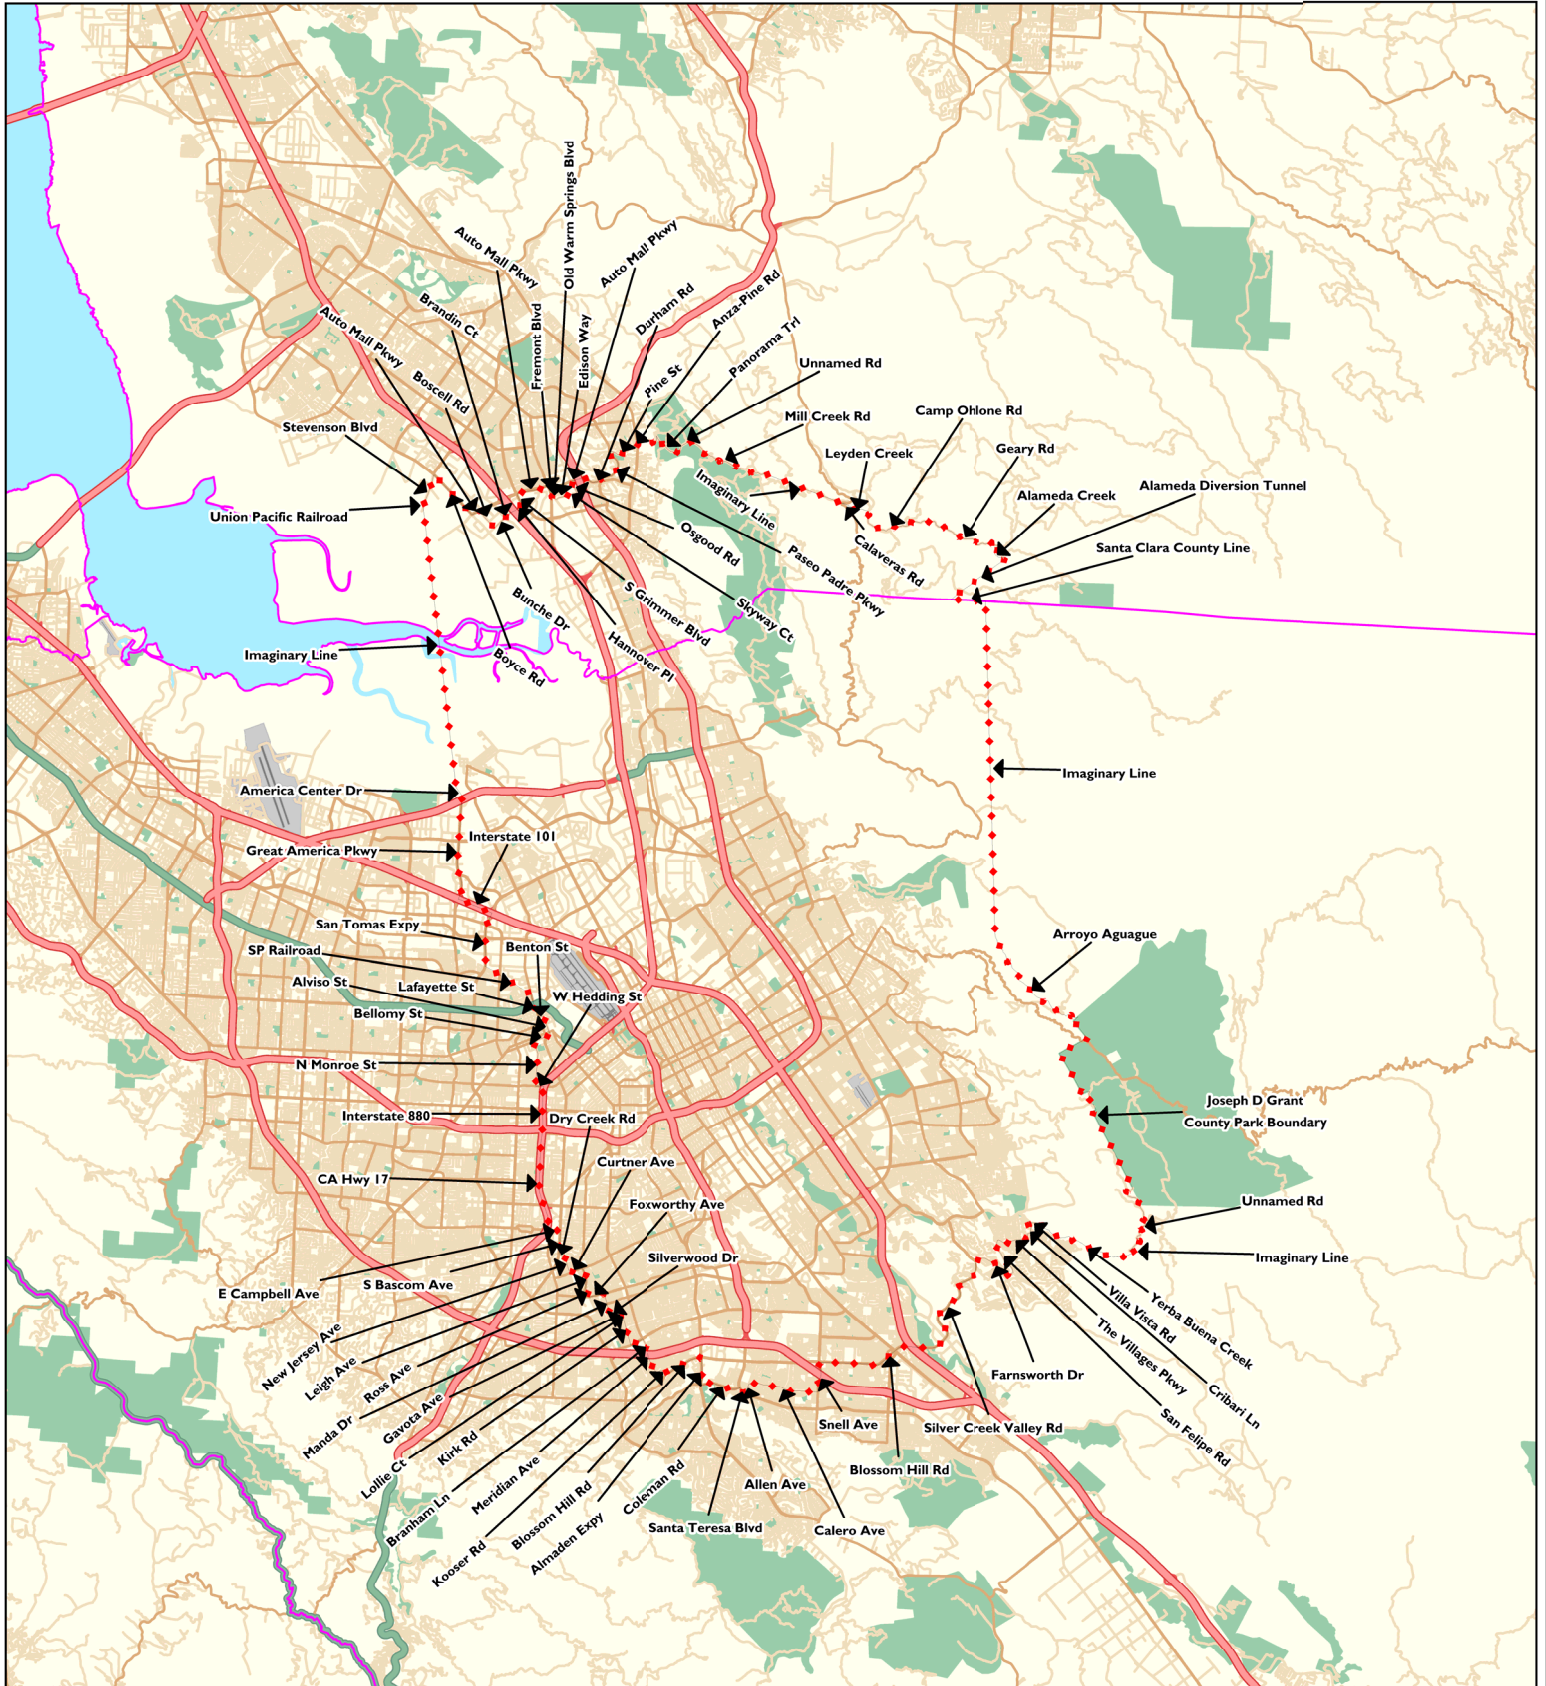 Old Warm Springs Blvd
Auto Mall Pkwy
Auto Mall Pkwy
Durham Rd
Anza-Pine Rd
Brandin Ct
Fremont Blvd
Edison Way
Auto Mall Pkwy
Panorama Trl
Unnamed Rd
Boscell Rd
Pine St
Mill Creek Rd
Camp Ohlone Rd
Stevenson Blvd
Leyden Creek
Geary Rd
Imaginary Line
Alameda Creek
Alameda Diversion Tunnel
Union Pacific Railroad
Osgood Rd
Calaveras Rd
Santa Clara County Line
Paseo Padre Pkwy
Bunche Dr
S Grimmer Blvd
Skyway Ct
Hannover Pl
Imaginary Line
Boyce Rd
Imaginary Line
America Center Dr
Interstate 101
Great America Pkwy
San Tomas Expy
Arroyo Aguague
SP Railroad
Benton St
Alviso St
Lafayette St
W Hedding St
Bellomy St
N Monroe St
Joseph D Grant
County Park Boundary
Interstate 880
Dry Creek Rd
Curtner Ave
CA Hwy 17
Foxworthy Ave
Unnamed Rd
Silverwood Dr
Imaginary Line
E Campbell Ave
S Bascom Ave
Yerba Buena Creek
Villa Vista Rd
The Villages Pkwy
New Jersey Ave
Leigh Ave
Ross Ave
Farnsworth Dr
Cribari Ln
Manda Dr
Gavota Ave
Snell Ave
Silver Creek Valley Rd
San Felipe Rd
Lollie Ct
Kirk Rd
Meridian Ave
Blossom Hill Rd
Allen Ave
Coleman Rd
Branham Ln
Blossom Hill Rd
Santa Teresa Blvd
Calero Ave
Kooser Rd
Almaden Expy